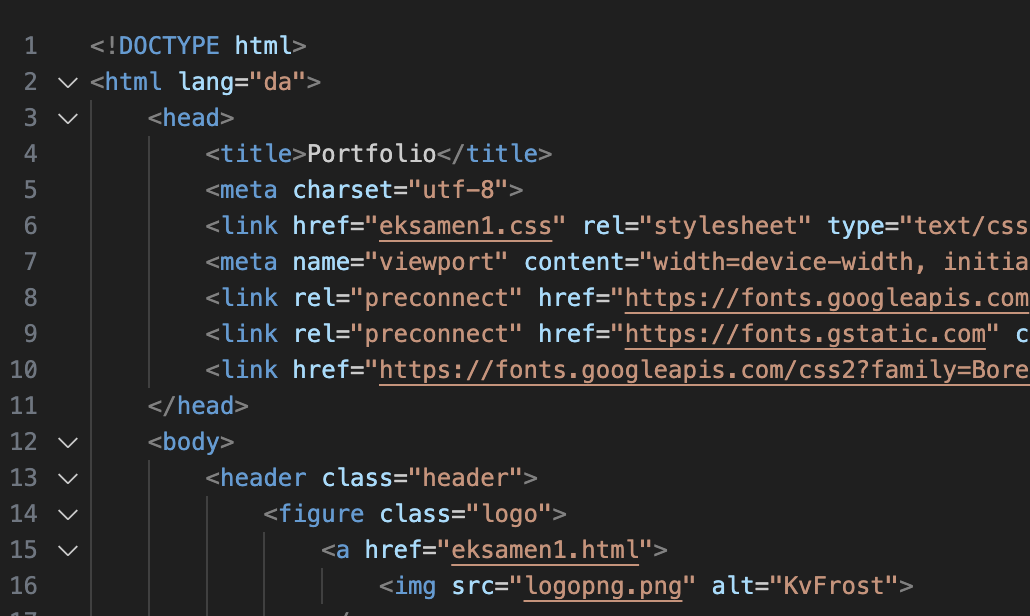 1 <!DOCTYPE html>
2 <html lang="da">
3 <head>
4 <title>Portfolio</title>
5 <meta charset="utf-8">
6 <link href="eksamen1.css" rel="stylesheet" type="text/css
7 <meta name="viewport" content="width=device-width, initia
8 <link rel="preconnect" href="https://fonts.googleapis.com
9 <link rel="preconnect" href="https://fonts.gstatic.com" c
10 <link href="https://fonts.googleapis.com/css2?family=Bore
11 </head>
12 <body>
13 <header class="header">
14 <figure class="logo">
15 <a href="eksamen1.html">
16 <img src="logopng.png" alt="KvFrost">